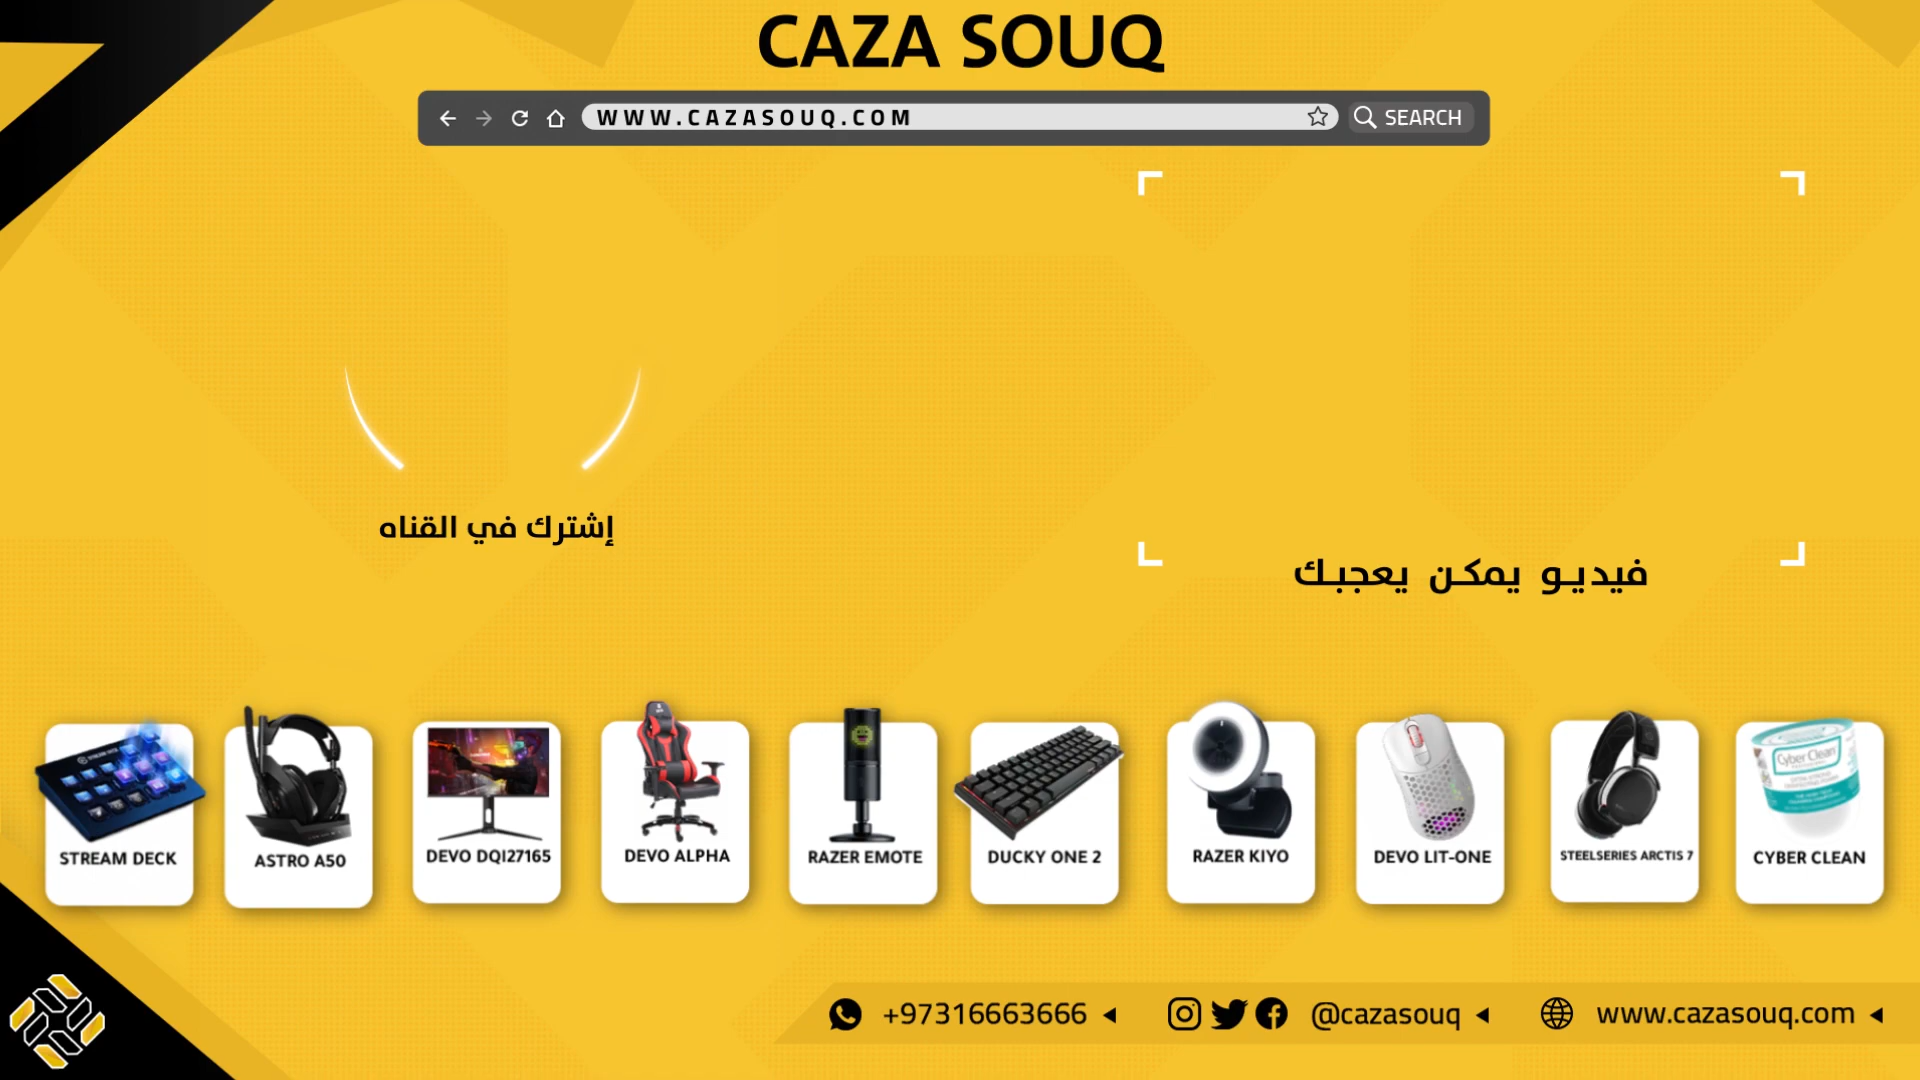 CAZA SOUQ
WWW.CAZASOUQ.COM
SEARCH
إشترك في القناه
فيديو يمكن يعجبك
STREAM DECK
ASTRO A50
DEVO DQI27165
DEVO ALPHA
RAZER EMOTE
DUCKY ONE 2
RAZER KIYO
DEVO LIT-ONE
STEELSERIES ARCTIS 7
Cyber Clean
CYBER CLEAN
+97316663666
@cazasouq
www.cazasouq.com